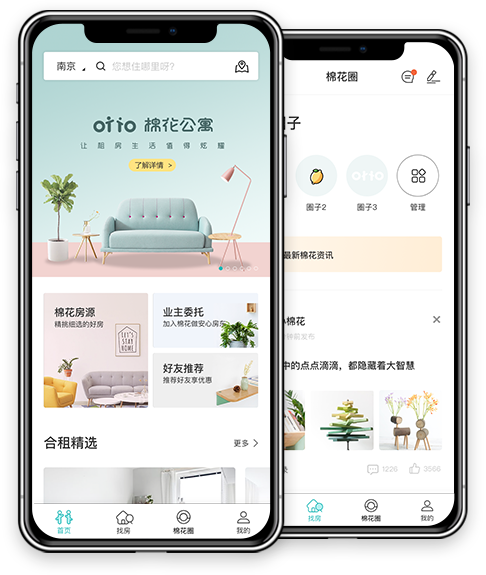 南京
您想住哪里呀?
otto 棉花公寓
让租房生活值得炫耀
了解详情 >
棉花房源
精挑细选的好房
LET'S
STAY
HOME
业主委托
加入棉花做安心房东
好友推荐
推荐好友享优惠
合租精选
更多
首页
找房
棉花圈
我的
棉花圈
圈子2
圈子3
管理
最新棉花资讯
棉花
发布
中的点点滴滴，都隐藏着大智慧
1226
3566
找房
棉花圈
我的